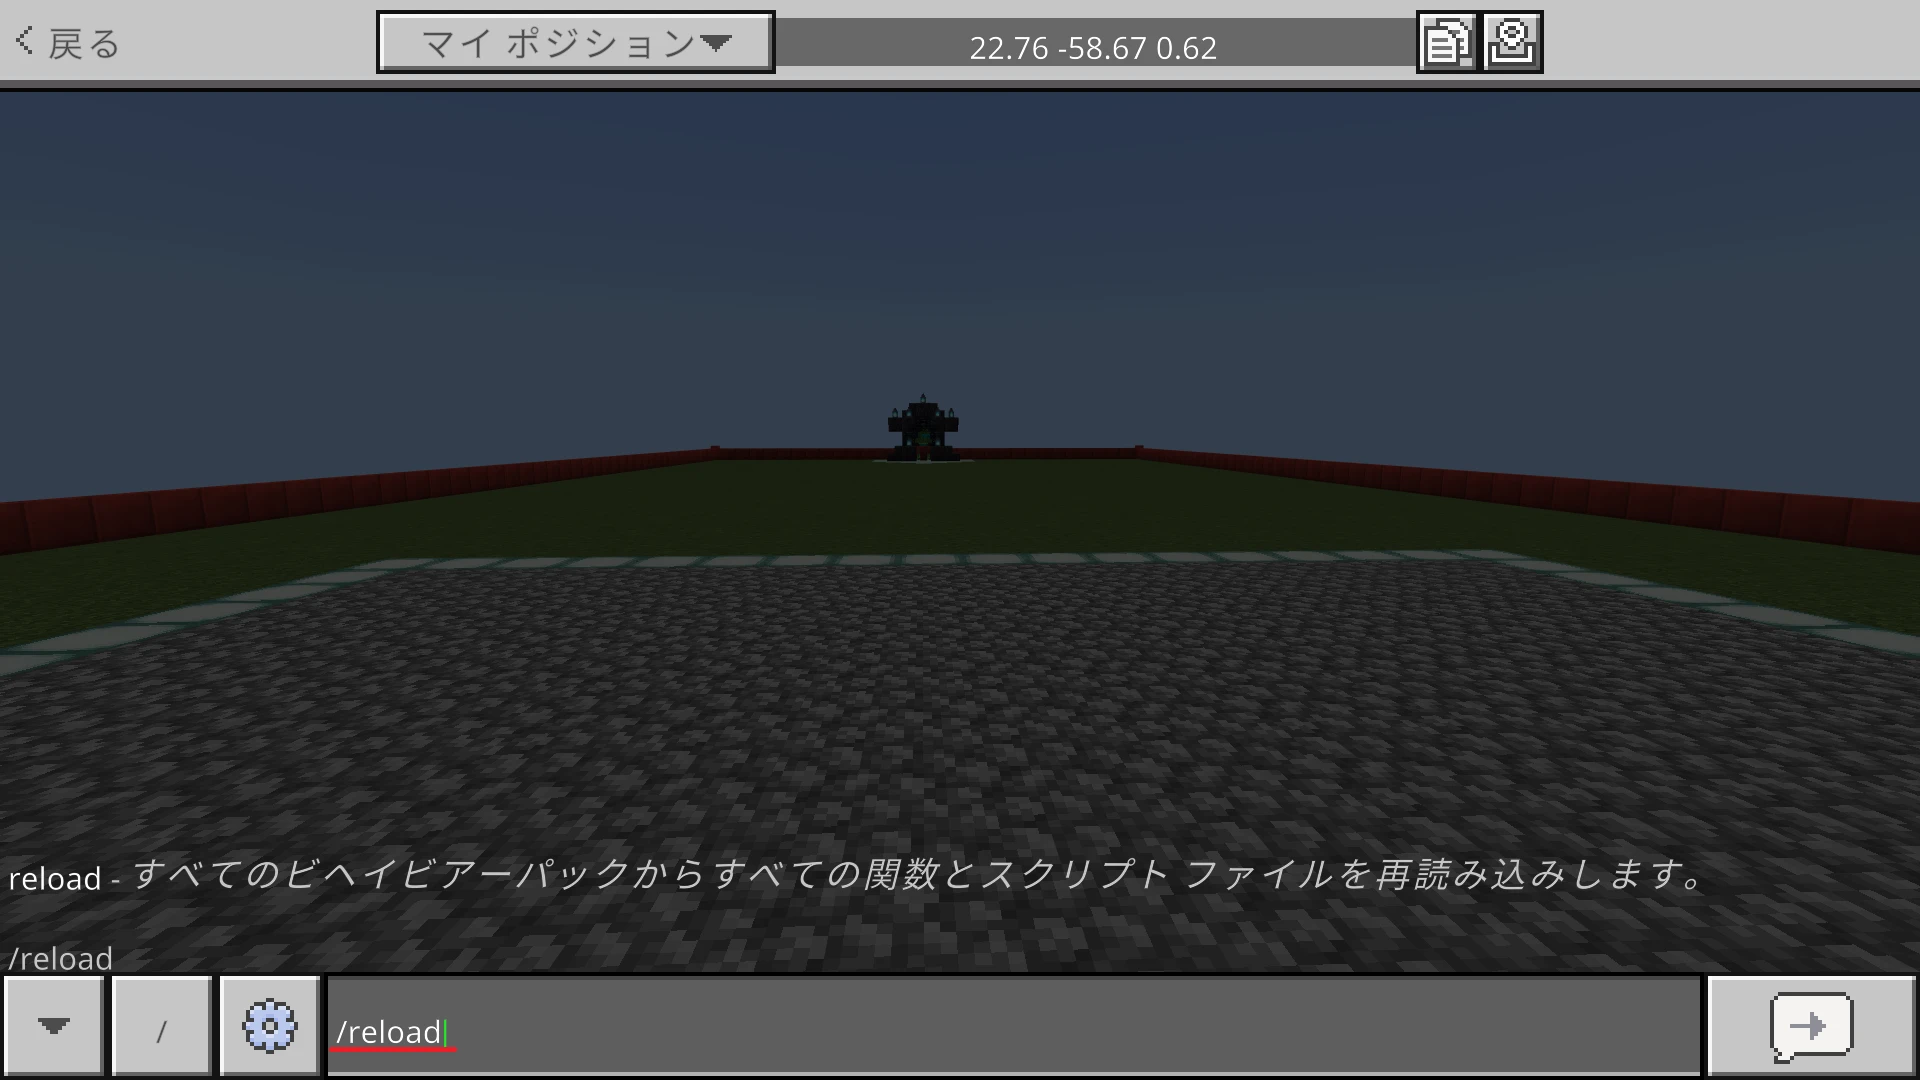 戻る
マイ ポジション
22.76 -58.67 0.62
reload - すべてのビヘイビアーパックからすべての関数とスクリプト ファイルを再読み込みします。
/reload
/
/reload